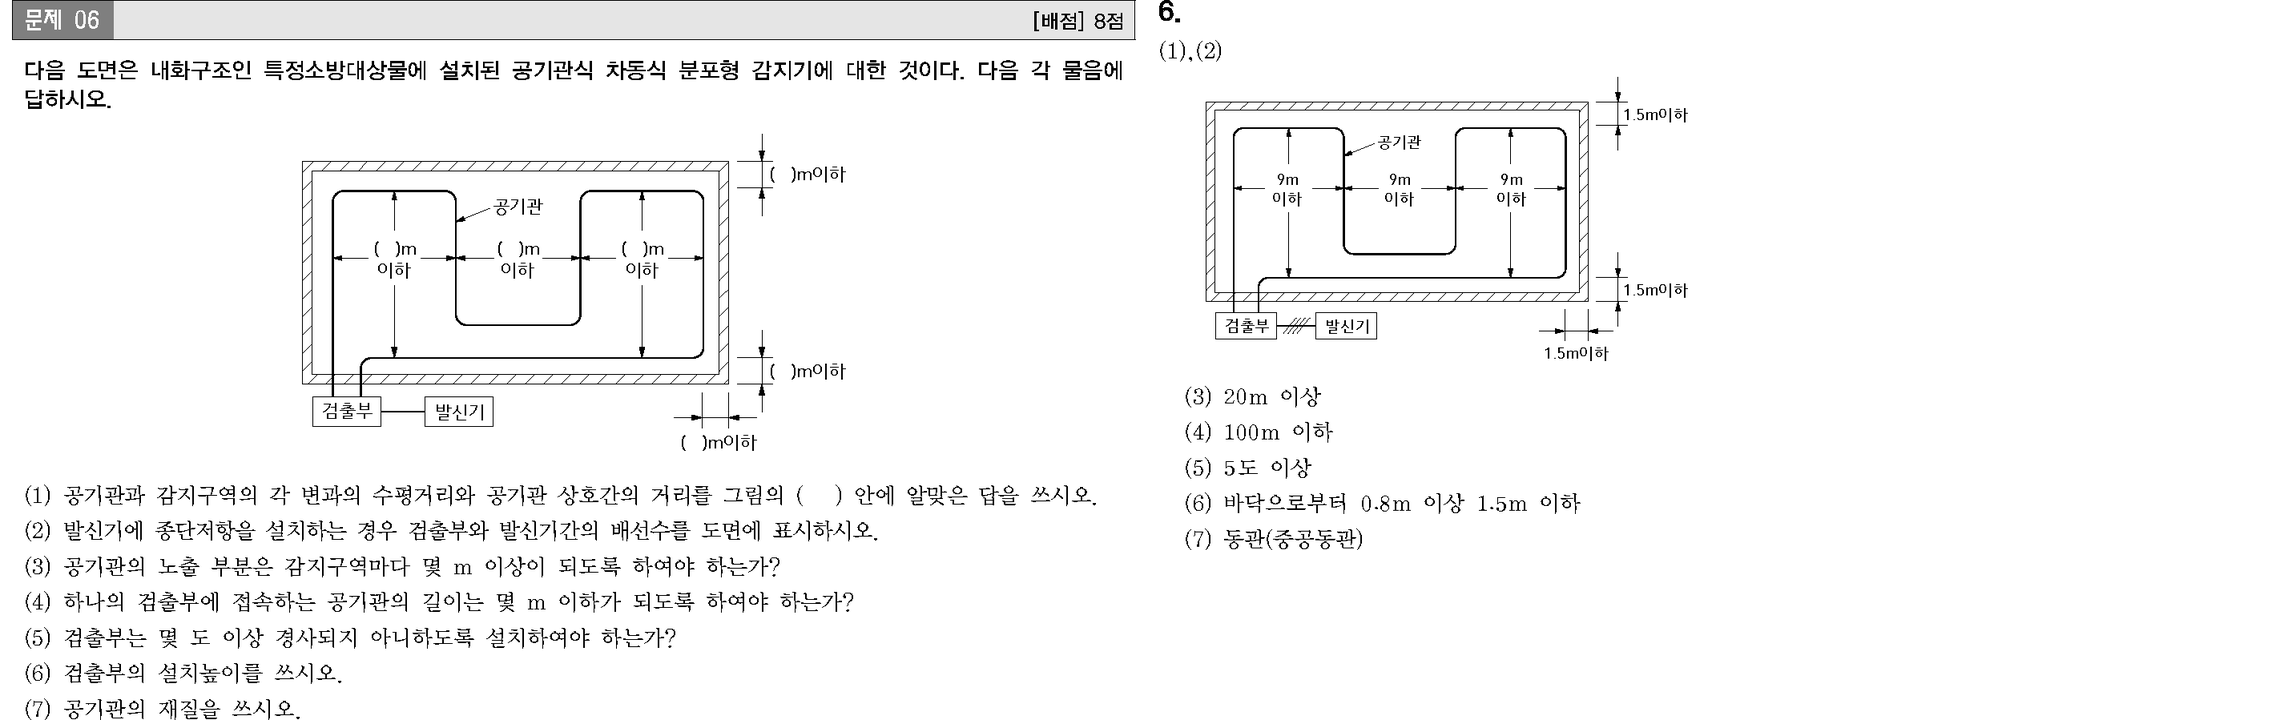 문제 06
[배점] 8점
다음 도면은 내화구조인 특정소방대상물에 설치된 공기관식 차동식 분포형 감지기에 대한 것이다. 다음 각 물음에
답하시오.
( )m이하
공기관
( )m
이하
( )m
이하
( )m
이하
( )m이하
검출부
발신기
( )m이하
(1) 공기관과 감지구역의 각 변과의 수평거리와 공기관 상호간의 거리를 그림의 ( ) 안에 알맞은 답을 쓰시오.
(2) 발신기에 종단저항을 설치하는 경우 검출부와 발신기간의 배선수를 도면에 표시하시오.
(3) 공기관의 노출 부분은 감지구역마다 몇 m 이상이 되도록 하여야 하는가?
(4) 하나의 검출부에 접속하는 공기관의 길이는 몇 m 이하가 되도록 하여야 하는가?
(5) 검출부는 몇 도 이상 경사되지 아니하도록 설치하여야 하는가?
(6) 검출부의 설치높이를 쓰시오.
(7) 공기관의 재질을 쓰시오.
6.
(1),(2)
1.5m이하
공기관
9m
이하
9m
이하
9m
이하
1.5m이하
검출부
발신기
1.5m이하
(3) 20m 이상
(4) 100m 이하
(5) 5도 이상
(6) 바닥으로부터 0.8m 이상 1.5m 이하
(7) 동관(중공동관)